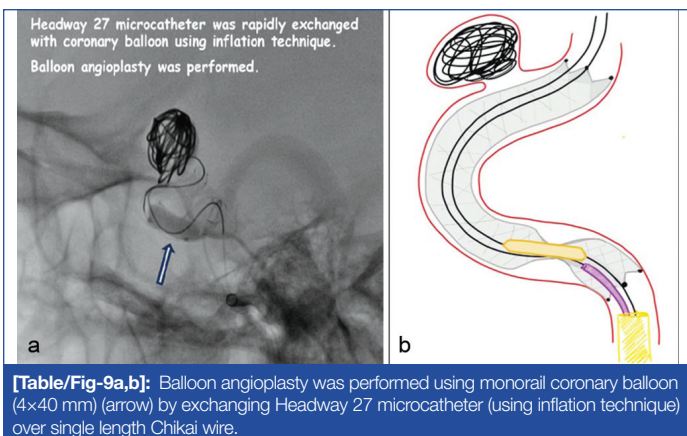 Headway 27 microcatheter was rapidly exchanged
with coronary balloon using inflation technique.
Balloon angioplasty was performed.
a
b
[Table/Fig-9a,b]: Balloon angioplasty was performed using monorail coronary balloon
(4×40 mm) (arrow) by exchanging Headway 27 microcatheter (using inflation technique)
over single length Chikai wire.